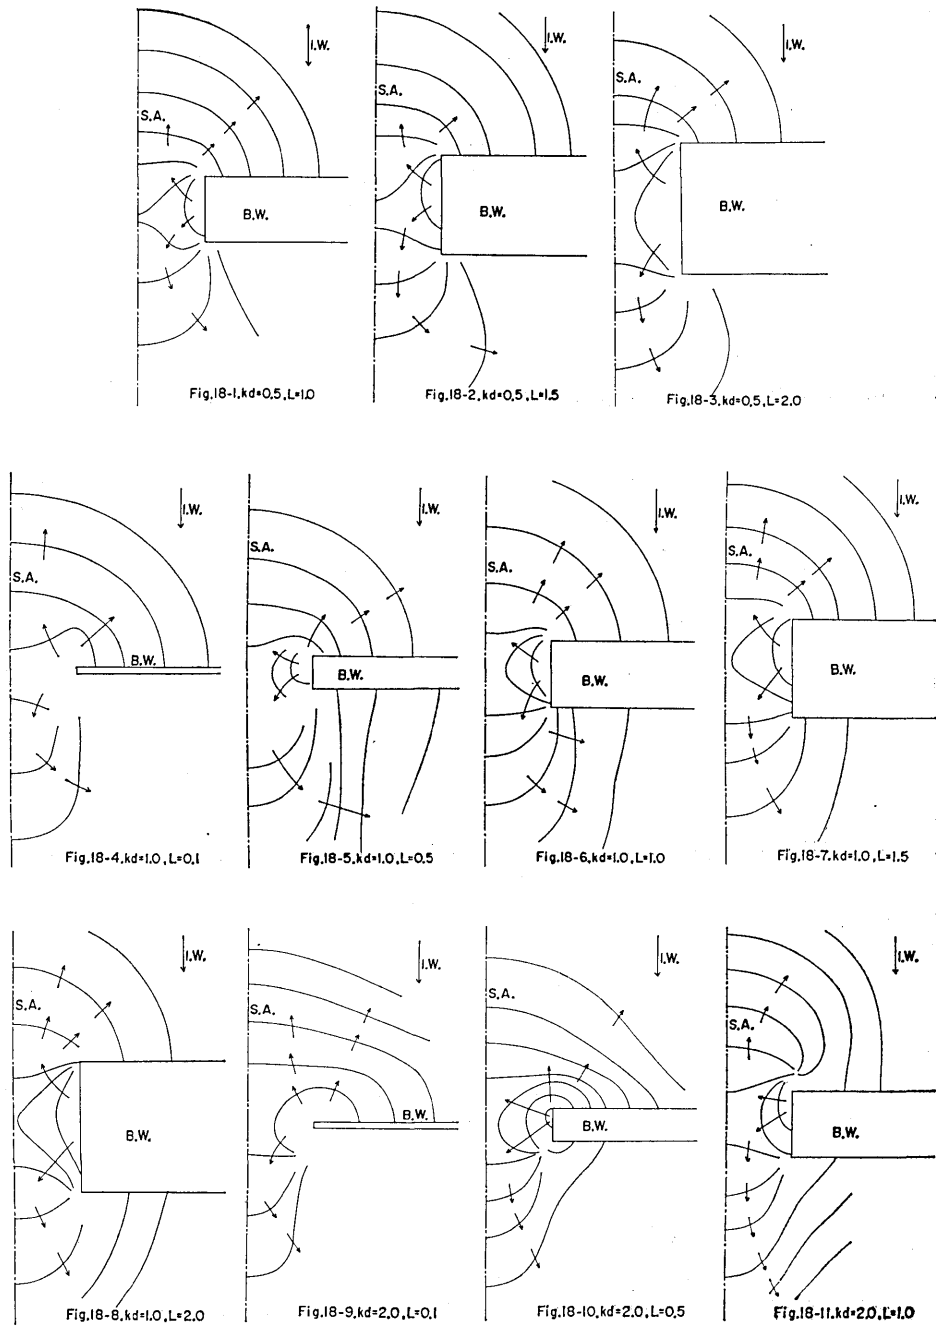 I.W.
S.A.
B.W.
Fig.18-1,kd=0.5,L=1.0
I.W.
S.A.
B.W.
Fig.18-2,kd=0.5,L=1.5
I.W.
S.A.
B.W.
Fig.18-3,kd=0.5,L=2.0
I.W.
S.A.
B.W.
Fig.18-4,kd=1.0,L=0.1
I.W.
S.A.
B.W.
Fig.18-5,kd=1.0,L=0.5
I.W.
S.A.
B.W.
Fig.18-6,kd=1.0,L=1.0
I.W.
S.A.
B.W.
Fig.18-7,kd=1.0,L=1.5
I.W.
S.A.
B.W.
Fig.18-8,kd=1.0,L=2.0
I.W.
S.A.
B.W.
Fig.18-9,kd=2.0,L=0.1
I.W.
S.A.
B.W.
Fig.18-10,kd=2.0,L=0.5
I.W.
S.A.
B.W.
Fig.18-11,kd=2.0,L=1.0